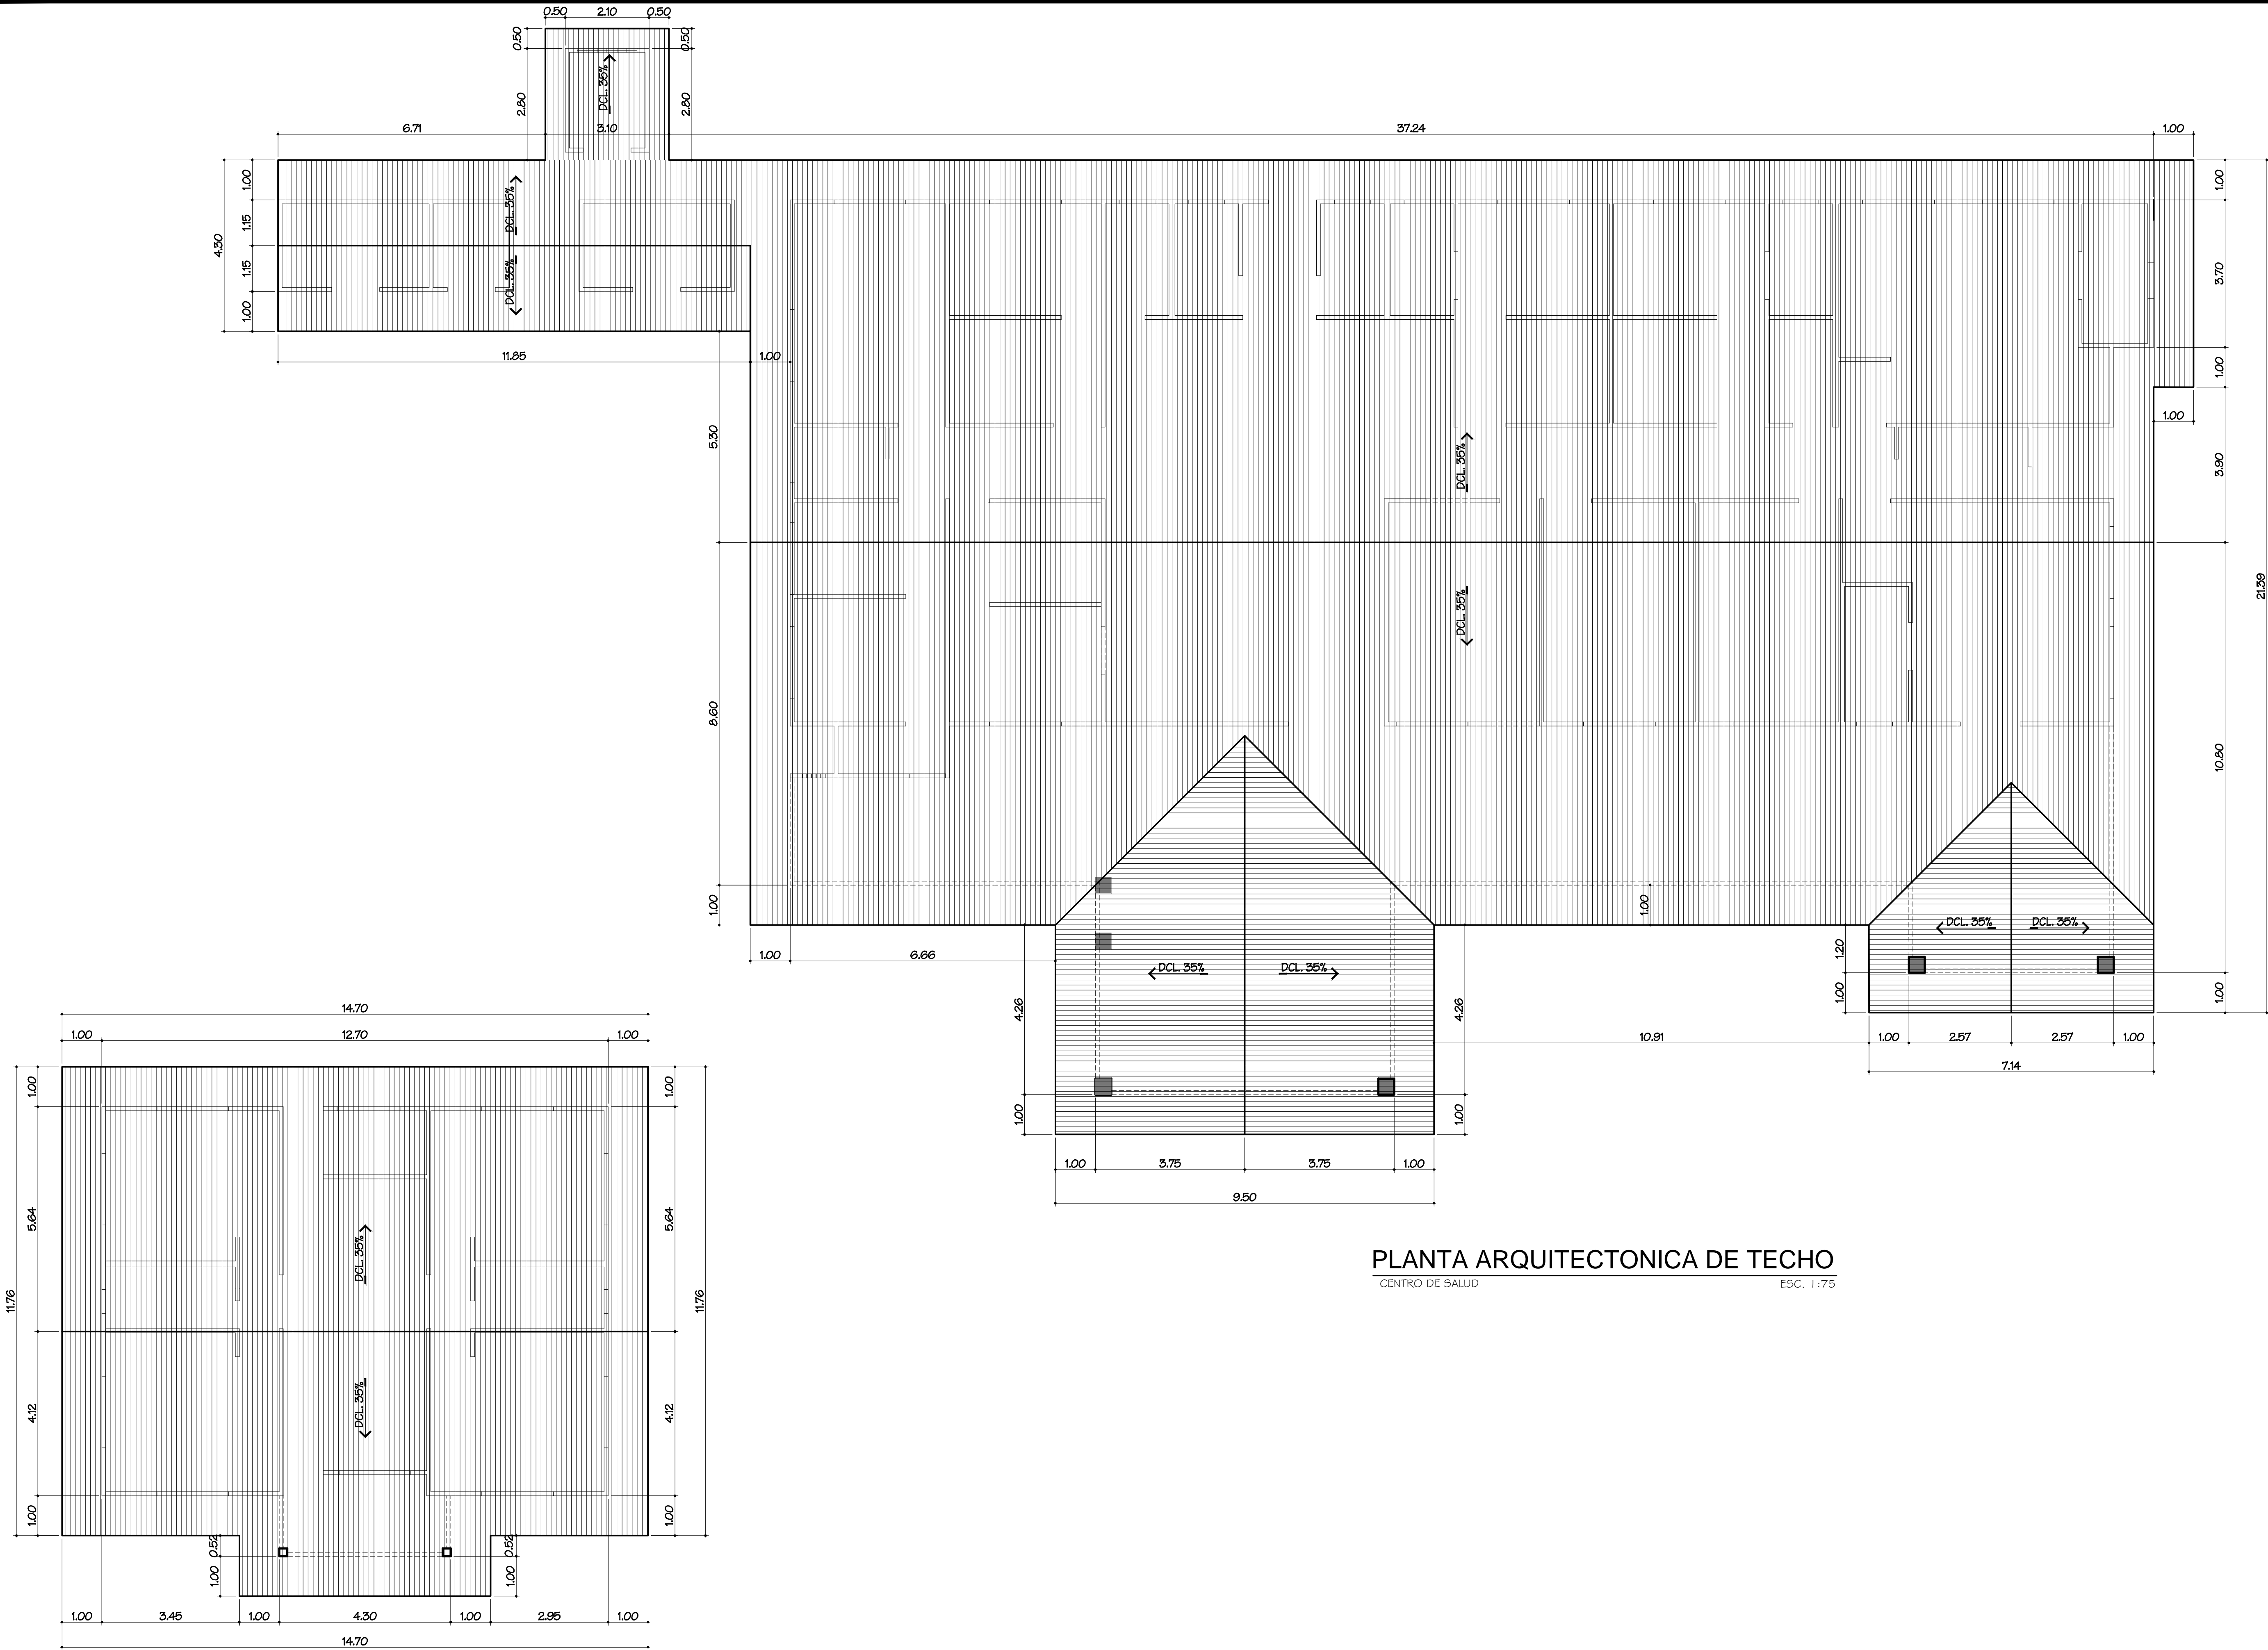 0.50 2.10 0.50
0.50
0.50
DCL. 35%
2.80
2.80
6.71 3.10 37.24 1.00
1.00
1.15
4.30
1.15
1.00
DCL. 35%
DCL. 35%
1.00
3.70
1.00
11.85 1.00
1.00
5.30
3.90
DCL. 35%
21.39
DCL. 35%
8.60
10.80
1.00
1.00
DCL. 35% DCL. 35%
1.20
1.00
1.00
1.00 6.66
DCL. 35% DCL. 35%
4.26
4.26
10.91
1.00 2.57 2.57 1.00
7.14
1.00
1.00
1.00 3.75 3.75 1.00
9.50
14.70
1.00 12.70 1.00
1.00
1.00
5.64
5.64
DCL. 35%
11.76
11.76
DCL. 35%
4.12
4.12
1.00
1.00
0.52
0.52
1.00
1.00
1.00 3.45 1.00 4.30 1.00 2.95 1.00
14.70
PLANTA ARQUITECTONICA DE TECHO
CENTRO DE SALUD ESC. 1:75